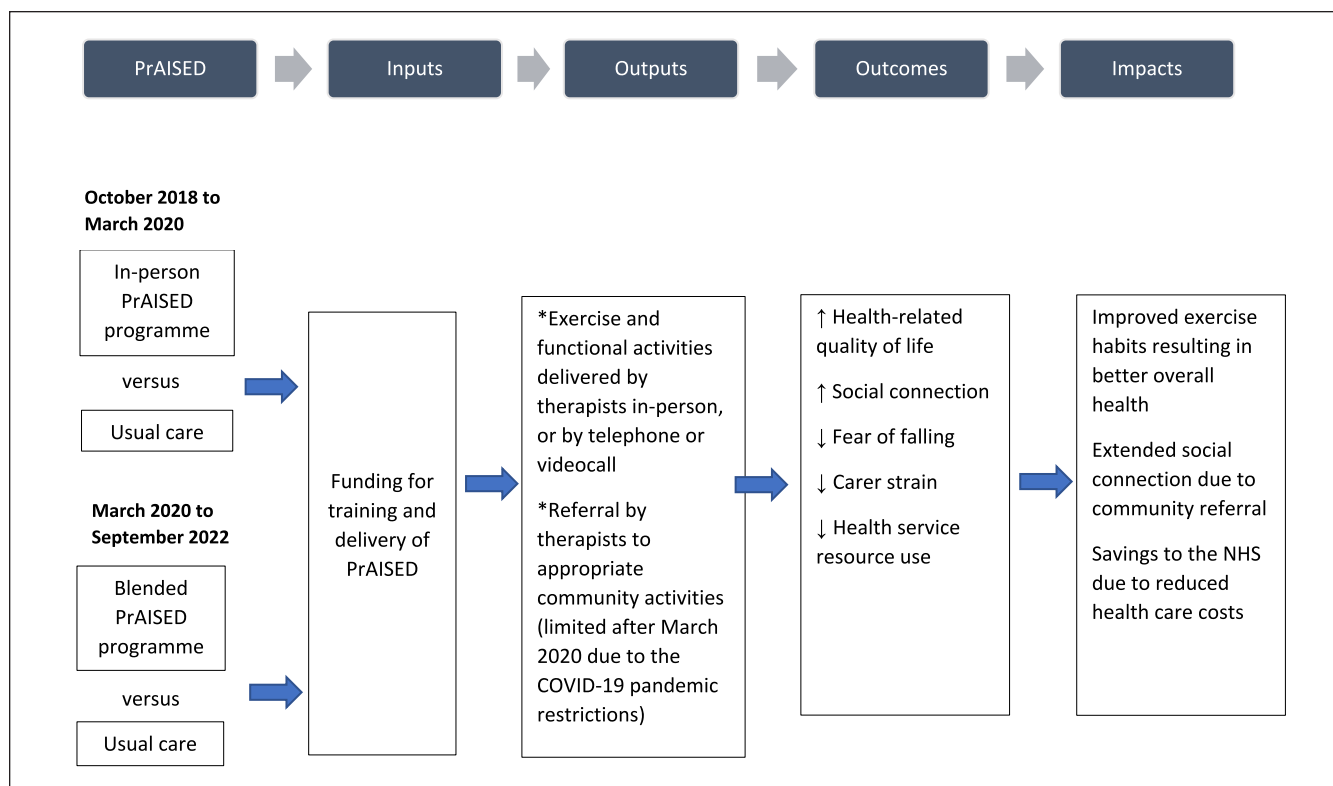 PrAISED
Inputs
Outputs
Outcomes
Impacts
October 2018 to
March 2020
In-person
PrAISED
programme
versus
Usual care
March 2020 to
September 2022
Blended
PrAISED
programme
versus
Usual care
Funding for
training and
delivery of
PrAISED
*Exercise and
functional activities
delivered by
therapists in-person,
or by telephone or
videocall
*Referral by
therapists to
appropriate
community activities
(limited after March
2020 due to the
COVID-19 pandemic
restrictions)
↑ Health-related
quality of life
↑ Social connection
↓ Fear of falling
↓ Carer strain
↓ Health service
resource use
Improved exercise
habits resulting in
better overall
health
Extended social
connection due to
community referral
Savings to the NHS
due to reduced
health care costs